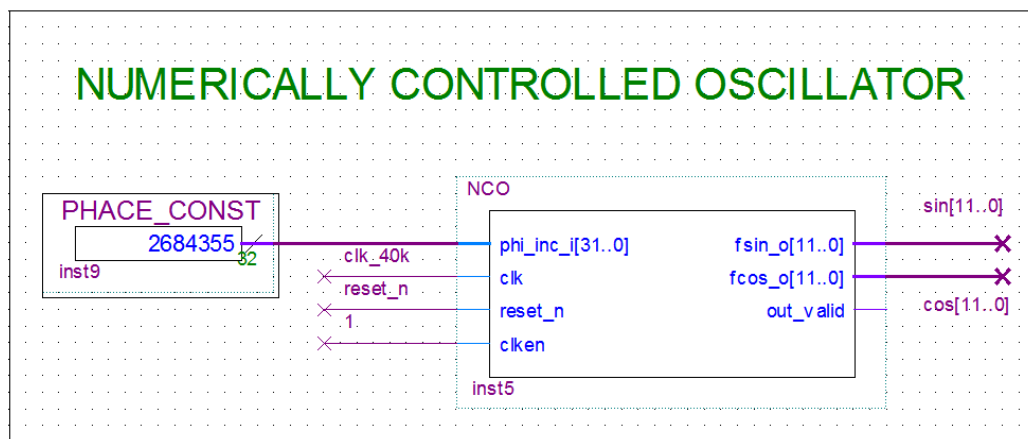 NUMERICALLY CONTROLLED OSCILLATOR
NCO
PHACE_CONST
2684355
32
inst9
clk_40k
reset_n
1
phi_inc_i[31..0]
clk
reset_n
clken
fsin_o[11..0]
fcos_o[11..0]
out_valid
inst5
sin[11..0]
cos[11..0]